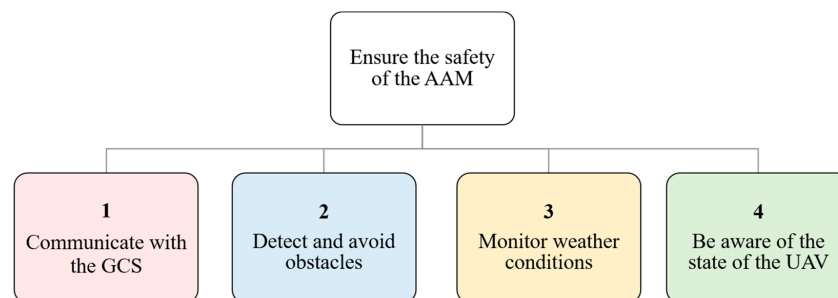 Ensure the safety
of the AAM
1
Communicate with
the GCS
2
Detect and avoid
obstacles
3
Monitor weather
conditions
4
Be aware of the
state of the UAV